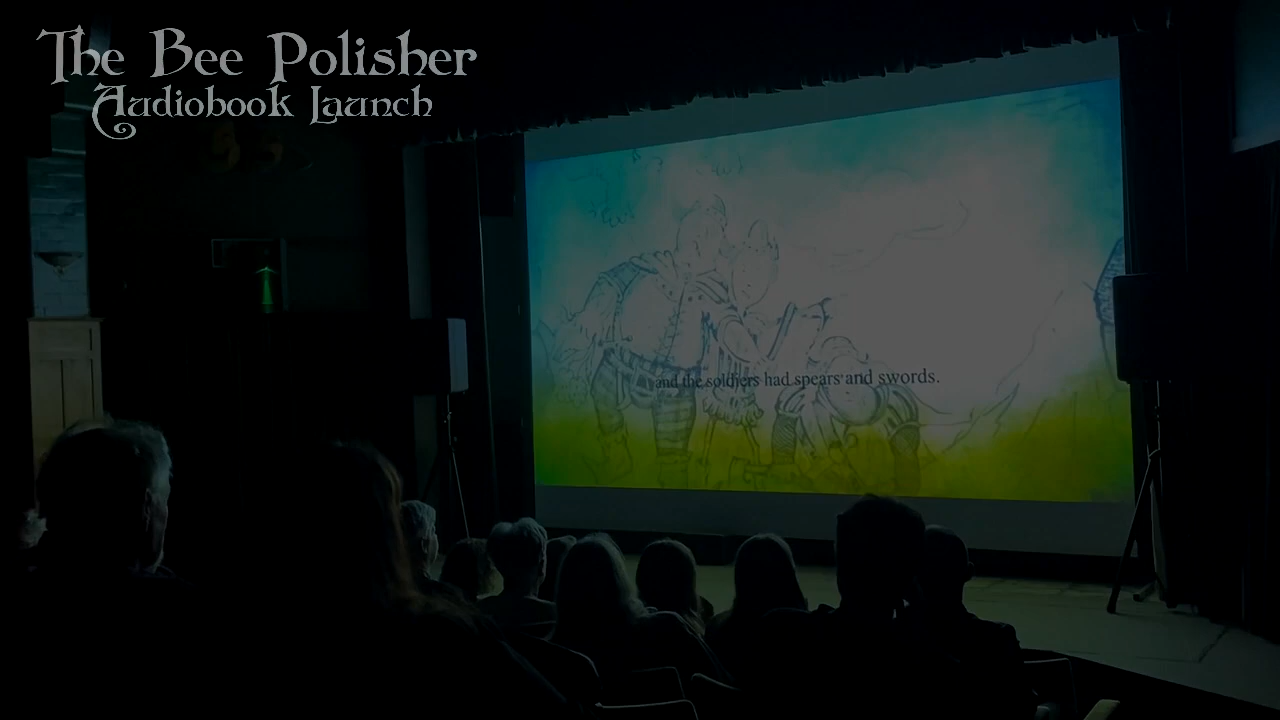 The Bee Polisher
Audiobook Launch
and the soldiers had spears and swords.